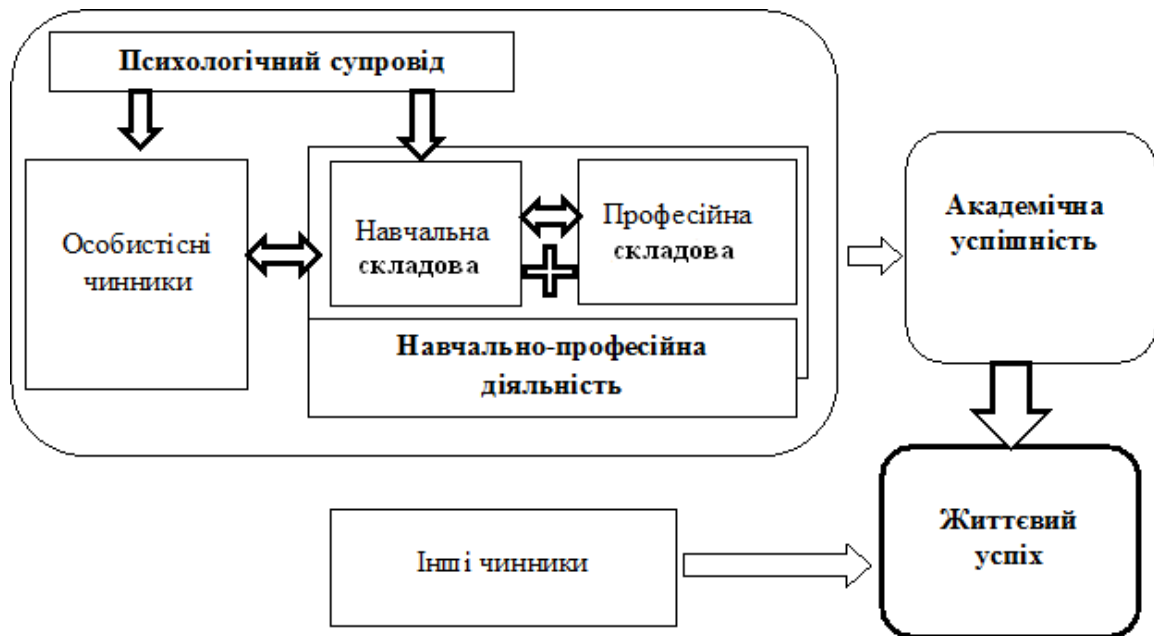 Психологічний супровід
Особистісні
чинники
Навчальна
складова
Професійна
складова
Навчально-професійна
діяльність
Академічна
успішність
Життєвий
успіх
Інші чинники